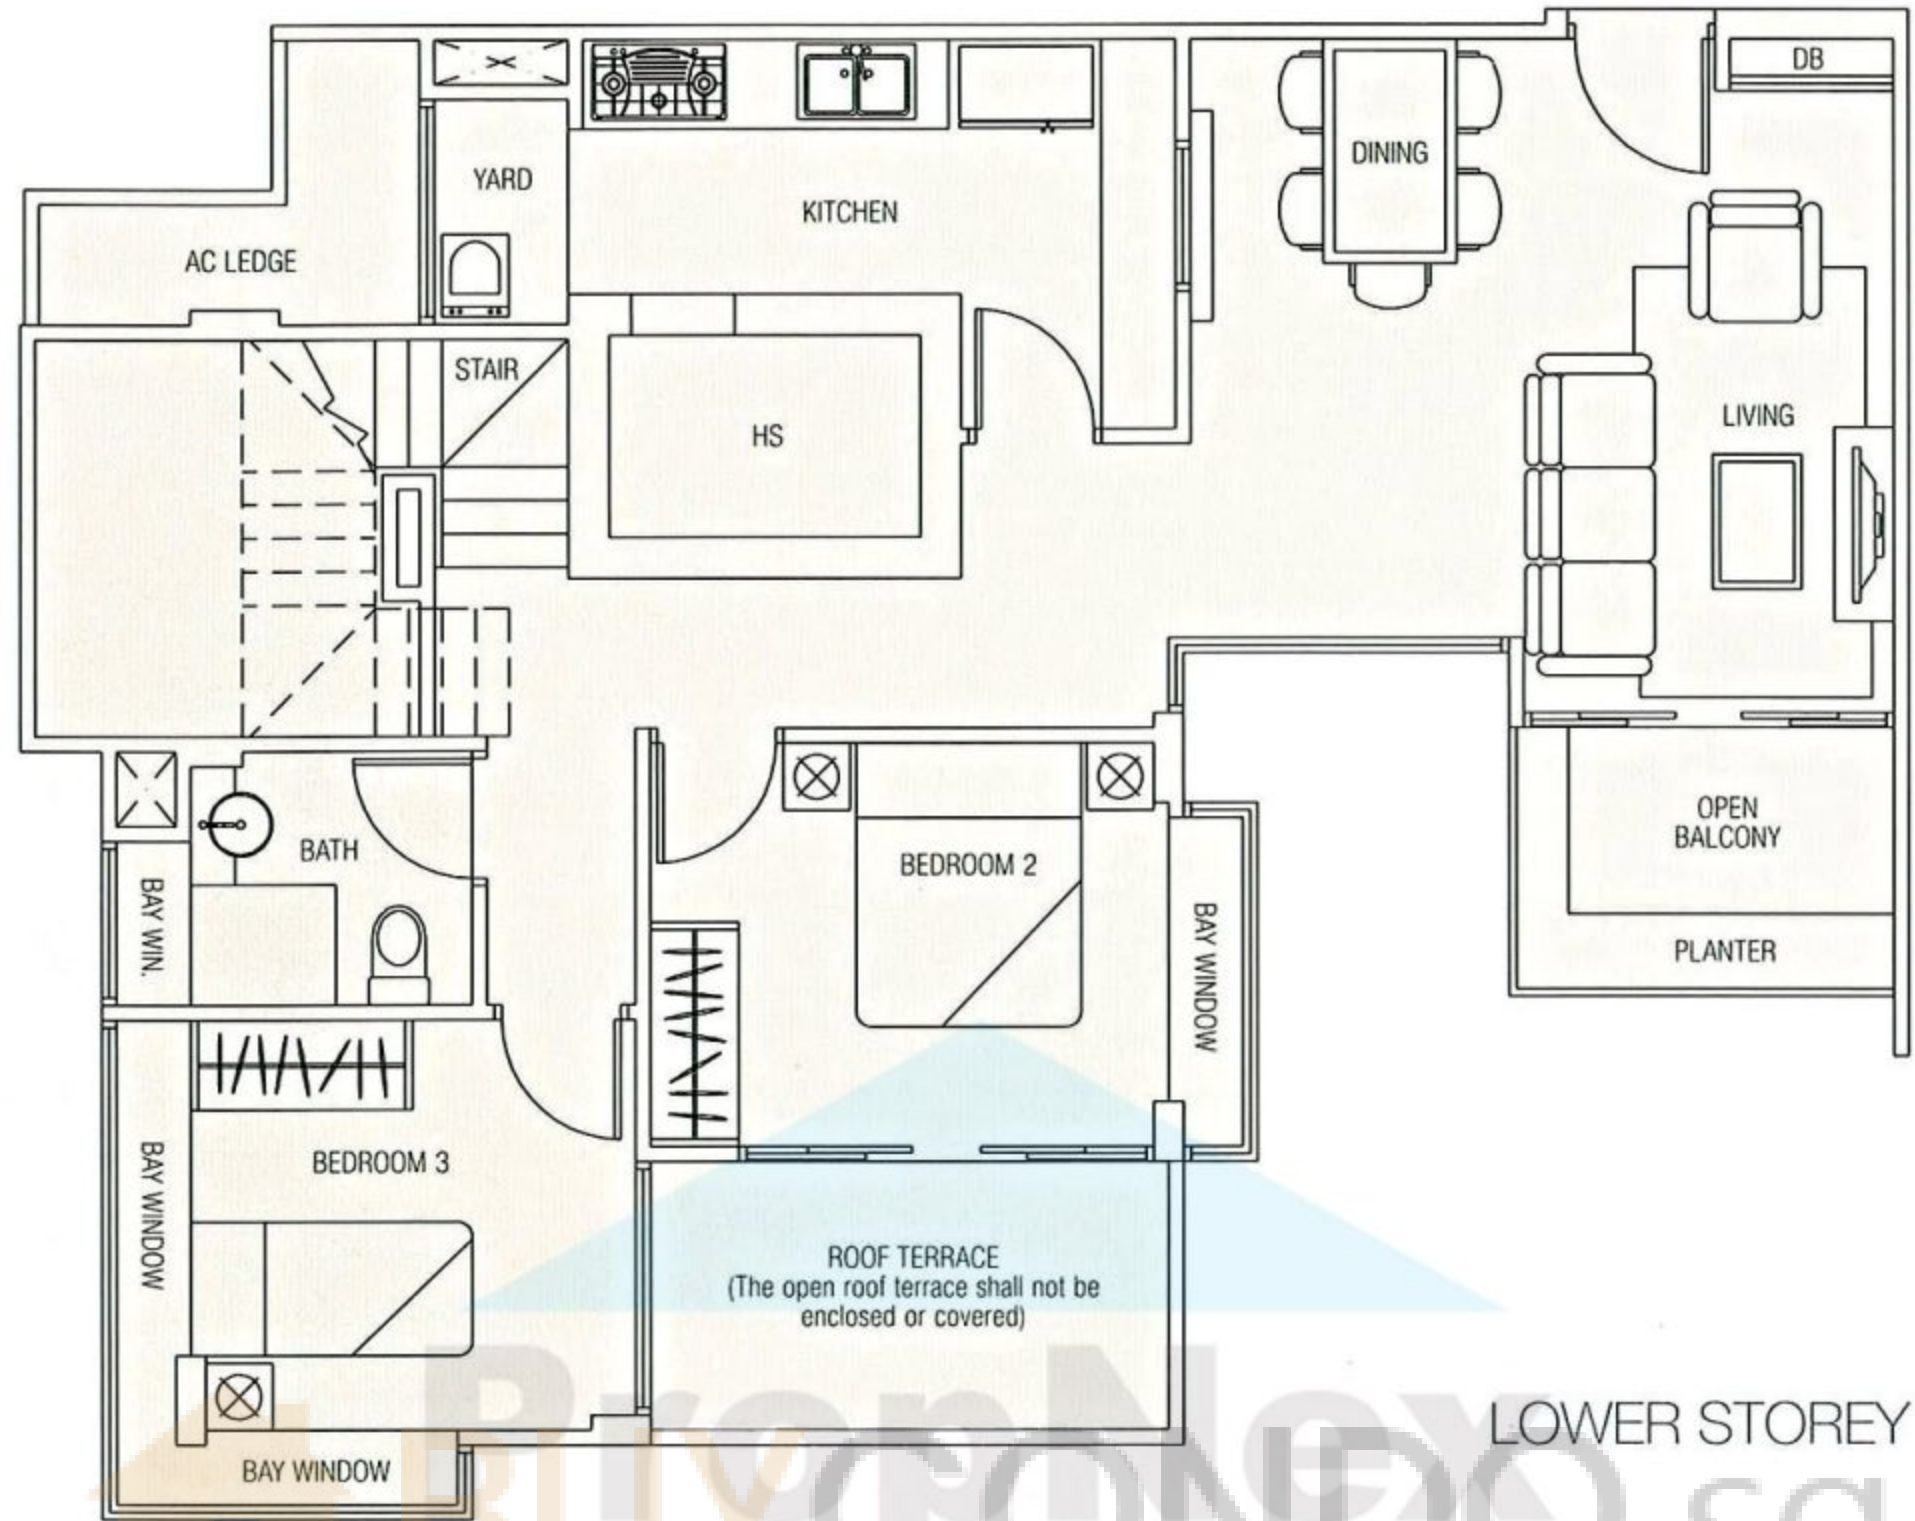 DB
DINING
YARD
KITCHEN
AC LEDGE
STAIR
HS
LIVING
OPEN
BALCONY
BATH
BEDROOM 2
BAY WIN.
BAY WINDOW
PLANTER
BEDROOM 3
BAY WINDOW
ROOF TERRACE
(The open roof terrace shall not be
enclosed or covered)
LOWER STOREY
BAY WINDOW
PropNex